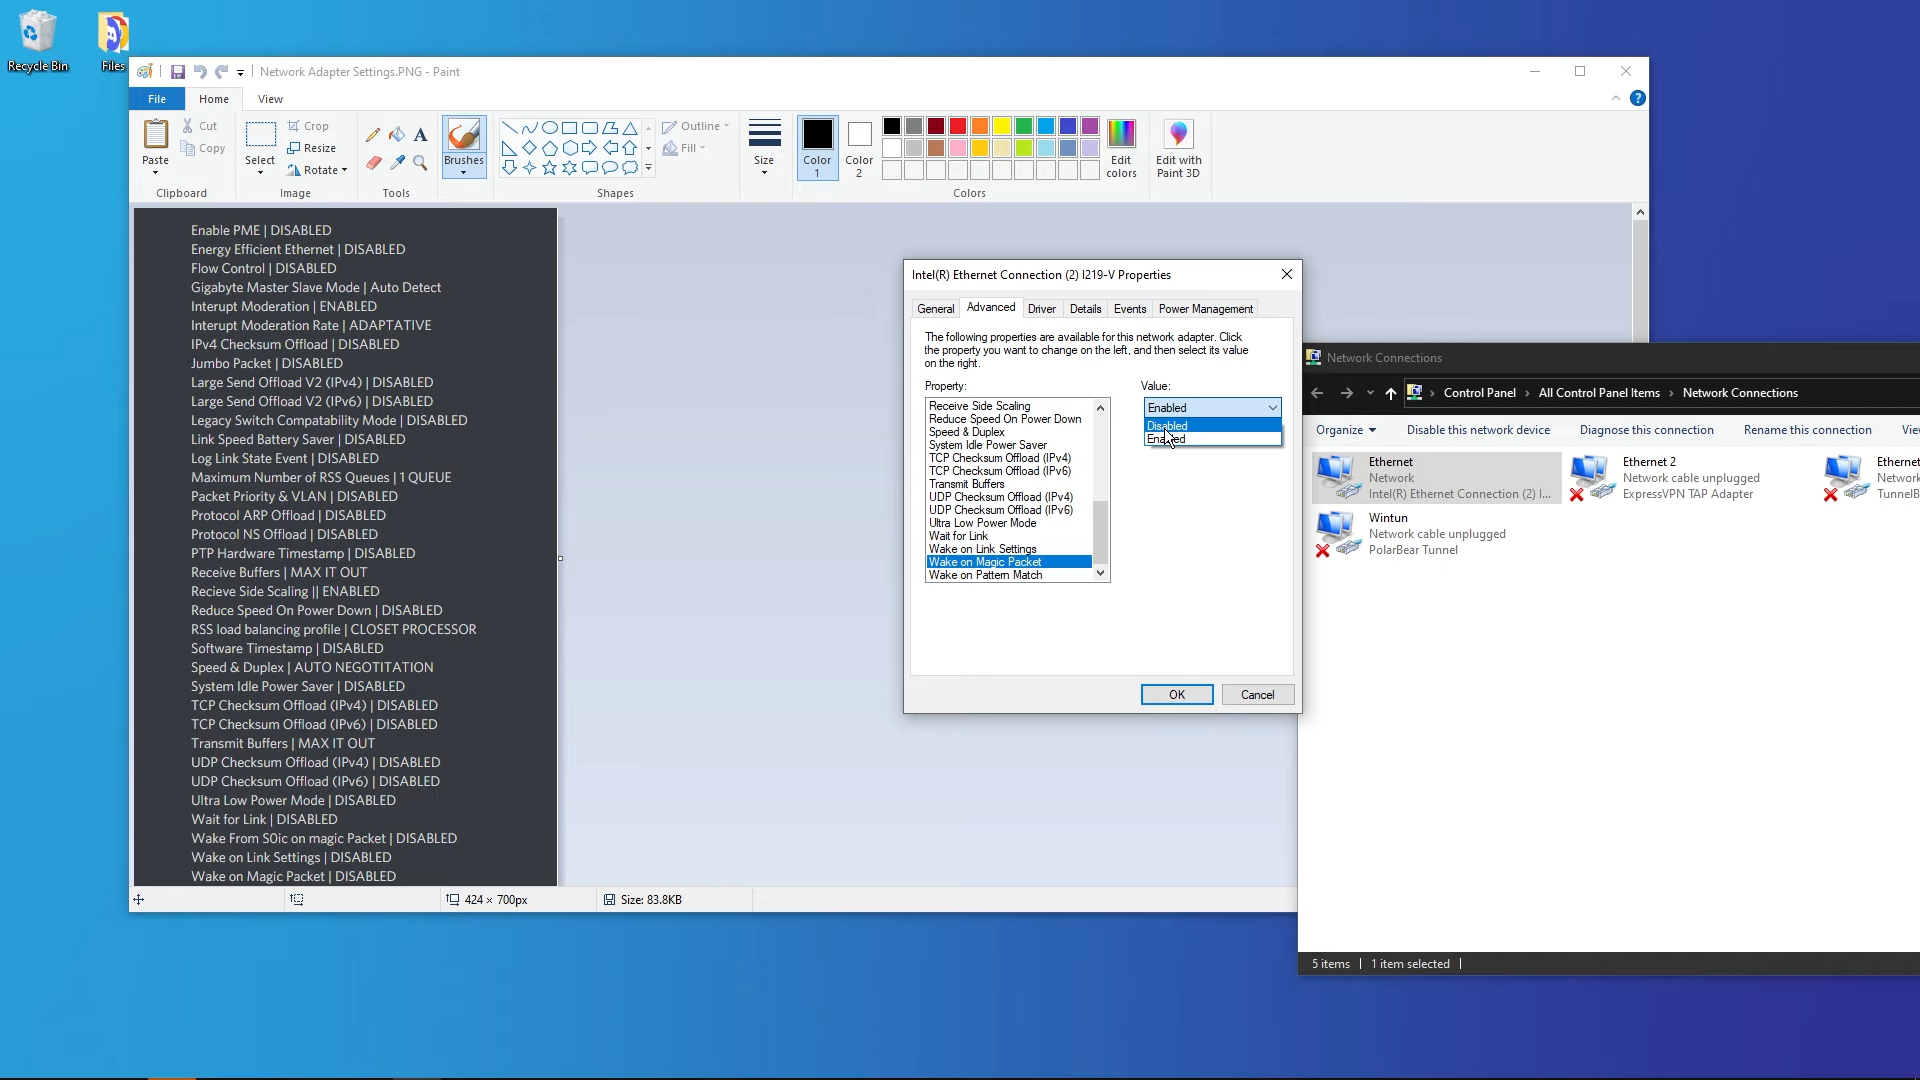 Recycle Bin
Files
Network Adapter Settings.PNG - Paint
File
Home
View
Paste
Cut
Copy
Clipboard
Select
Crop
Resize
Rotate
Image
Tools
Brushes
Shapes
Outline
Fill
Size
Color 1
Color 2
Colors
Edit colors
Edit with Paint 3D
Enable PME | DISABLED
Energy Efficient Ethernet | DISABLED
Flow Control | DISABLED
Gigabyte Master Slave Mode | Auto Detect
Interupt Moderation | ENABLED
Interupt Moderation Rate | ADAPTATIVE
IPv4 Checksum Offload | DISABLED
Jumbo Packet | DISABLED
Large Send Offload V2 (IPv4) | DISABLED
Large Send Offload V2 (IPv6) | DISABLED
Legacy Switch Compatability Mode | DISABLED
Link Speed Battery Saver | DISABLED
Log Link State Event | DISABLED
Maximum Number of RSS Queues | 1 QUEUE
Packet Priority & VLAN | DISABLED
Protocol ARP Offload | DISABLED
Protocol NS Offload | DISABLED
PTP Hardware Timestamp | DISABLED
Receive Buffers | MAX IT OUT
Recieve Side Scaling || ENABLED
Reduce Speed On Power Down | DISABLED
RSS load balancing profile | CLOSET PROCESSOR
Software Timestamp | DISABLED
Speed & Duplex | AUTO NEGOTITATION
System Idle Power Saver | DISABLED
TCP Checksum Offload (IPv4) | DISABLED
TCP Checksum Offload (IPv6) | DISABLED
Transmit Buffers | MAX IT OUT
UDP Checksum Offload (IPv4) | DISABLED
UDP Checksum Offload (IPv6) | DISABLED
Ultra Low Power Mode | DISABLED
Wait for Link | DISABLED
Wake From S0ic on magic Packet | DISABLED
Wake on Link Settings | DISABLED
Wake on Magic Packet | DISABLED
424 × 700px
Size: 83.8KB
Intel(R) Ethernet Connection (2) I219-V Properties
General
Advanced
Driver
Details
Events
Power Management
The following properties are available for this network adapter. Click
the property you want to change on the left, and then select its value
on the right.
Property:
Value:
Receive Side Scaling
Reduce Speed On Power Down
Speed & Duplex
System Idle Power Saver
TCP Checksum Offload (IPv4)
TCP Checksum Offload (IPv6)
Transmit Buffers
UDP Checksum Offload (IPv4)
UDP Checksum Offload (IPv6)
Ultra Low Power Mode
Wait for Link
Wake on Link Settings
Wake on Magic Packet
Wake on Pattern Match
Enabled
Disabled
Enabled
OK
Cancel
Network Connections
Control Panel > All Control Panel Items > Network Connections
Organize
Disable this network device
Diagnose this connection
Rename this connection
Ethernet
Network
Intel(R) Ethernet Connection (2) I...
Ethernet 2
Network cable unplugged
ExpressVPN TAP Adapter
Ethernet
Wintun
Network cable unplugged
PolarBear Tunnel
5 items
1 item selected